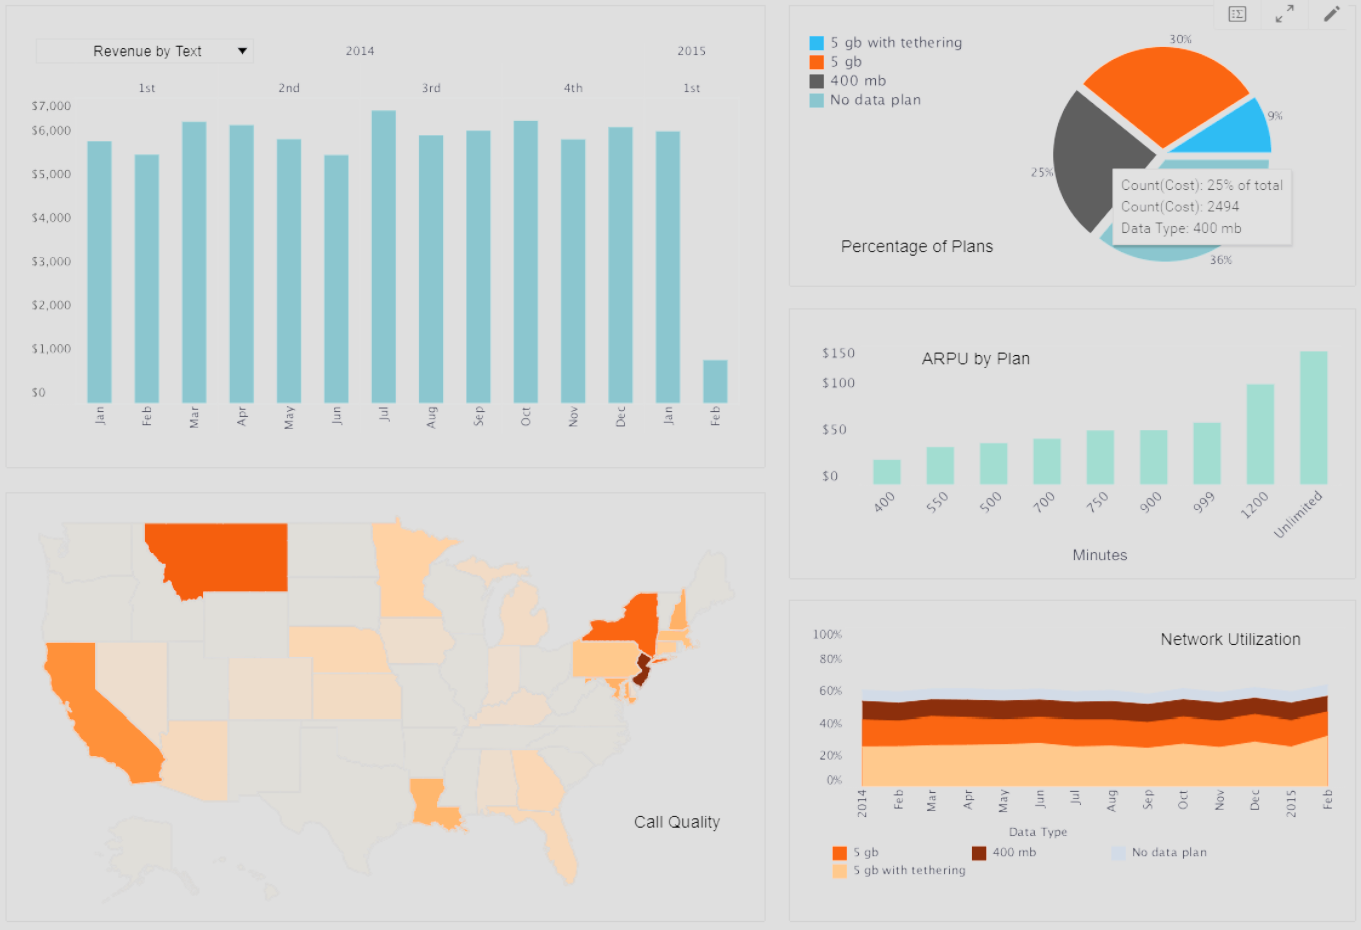 Revenue by Text
2014
2015
1st
2nd
3rd
4th
1st
$7,000
$6,000
$5,000
$4,000
$3,000
$2,000
$1,000
$0
Jan
Feb
Mar
Apr
May
Jun
Jul
Aug
Sep
Oct
Nov
Dec
Jan
Feb
5 gb with tethering
5 gb
400 mb
No data plan
30%
9%
25%
36%
Count(Cost): 25% of total
Count(Cost): 2494
Data Type: 400 mb
Percentage of Plans
ARPU by Plan
$150
$100
$50
$0
400
550
500
700
750
900
999
1200
Unlimited
Minutes
Call Quality
Network Utilization
100%
80%
60%
40%
20%
0%
2014
Feb
Mar
Apr
May
Jun
Jul
Aug
Sep
Oct
Nov
Dec
2015
Feb
Data Type
5 gb
400 mb
No data plan
5 gb with tethering